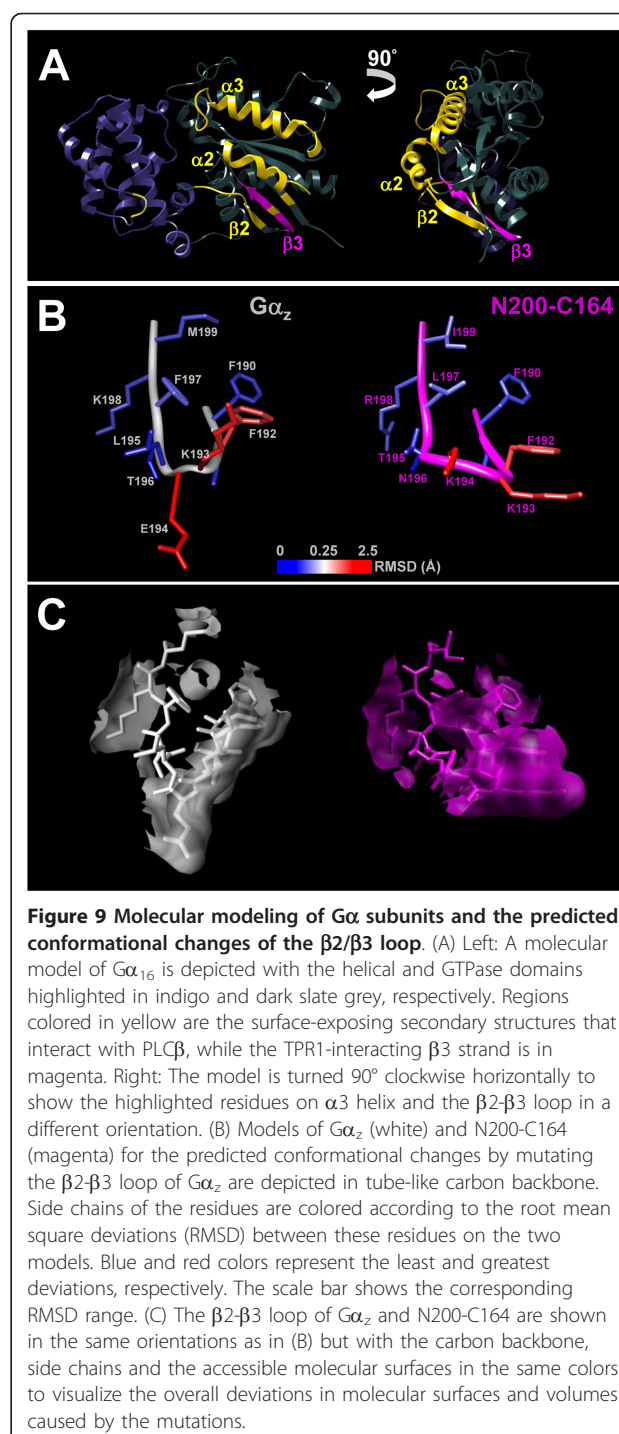 A
90°
α3
α2
β2
β3
α3
α2
β2
β3
B
Gαz
N200-C164
M199
F190
K198
F197
F192
L195
K193
T196
E194
I199
L197
F190
R198
T195
F192
N196
K194
K193
0 0.25 2.5
RMSD (Å)
C
Figure 9 Molecular modeling of Gα subunits and the predicted
conformational changes of the β2/β3 loop. (A) Left: A molecular
model of Gα16 is depicted with the helical and GTPase domains
highlighted in indigo and dark slate grey, respectively. Regions
colored in yellow are the surface-exposing secondary structures that
interact with PLCβ, while the TPR1-interacting β3 strand is in
magenta. Right: The model is turned 90° clockwise horizontally to
show the highlighted residues on α3 helix and the β2-β3 loop in a
different orientation. (B) Models of Gαz (white) and N200-C164
(magenta) for the predicted conformational changes by mutating
the β2-β3 loop of Gαz are depicted in tube-like carbon backbone.
Side chains of the residues are colored according to the root mean
square deviations (RMSD) between these residues on the two
models. Blue and red colors represent the least and greatest
deviations, respectively. The scale bar shows the corresponding
RMSD range. (C) The β2-β3 loop of Gαz and N200-C164 are shown
in the same orientations as in (B) but with the carbon backbone,
side chains and the accessible molecular surfaces in the same colors
to visualize the overall deviations in molecular surfaces and volumes
caused by the mutations.